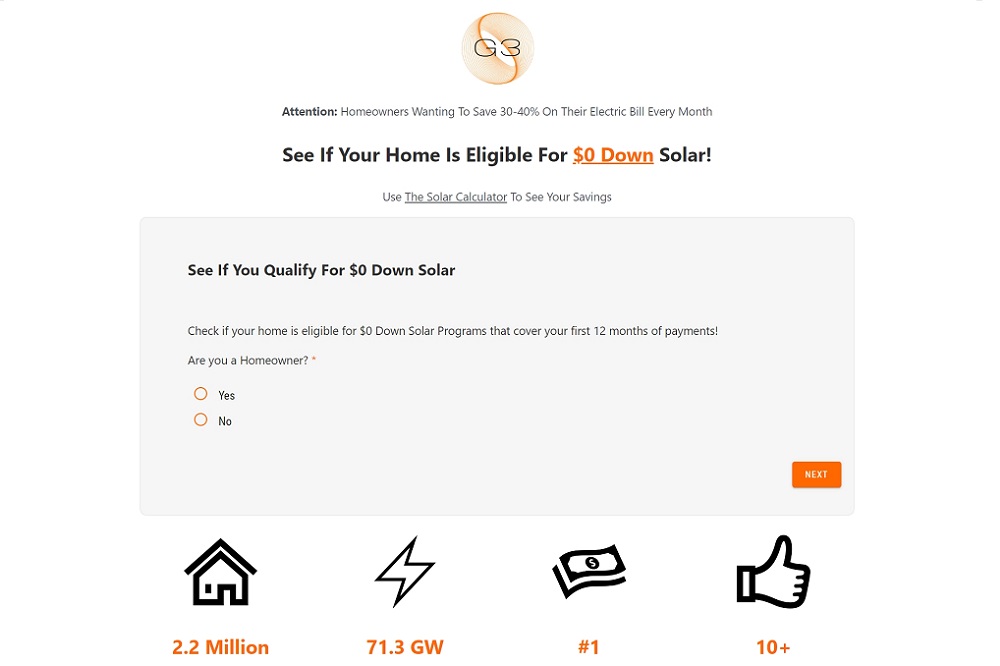 G3
Attention: Homeowners Wanting To Save 30-40% On Their Electric Bill Every Month
See If Your Home Is Eligible For $0 Down Solar!
Use The Solar Calculator To See Your Savings
See If You Qualify For $0 Down Solar
Check if your home is eligible for $0 Down Solar Programs that cover your first 12 months of payments!
Are you a Homeowner? *
Yes
No
NEXT
$
2.2 Million
71.3 GW
#1
10+